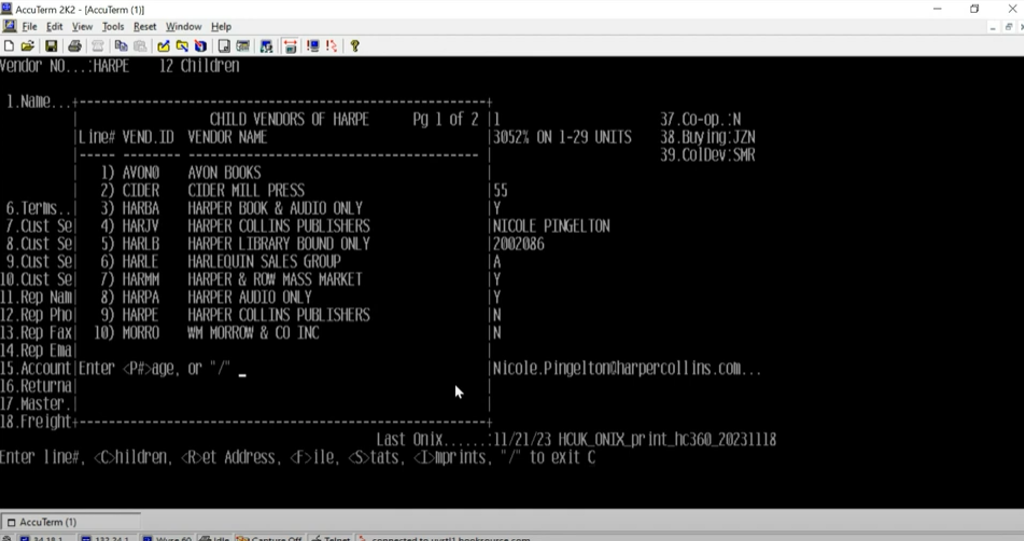 AccuTerm 2K2 - [AccuTerm (1)]
File Edit View Tools Reset Window Help
Vendor NO...:HARPE 12 Children
1.Name...
CHILD VENDORS OF HARPE Pg 1 of 2 1 37.Co-op.:N
Line# VEND.ID VENDOR NAME 3052% ON 1-29 UNITS 38.Buying:JZN
39.ColDev:SMR
1) AVON0 AVON BOOKS
2) CIDER CIDER MILL PRESS 55
6.Terms.. 3) HARBA HARPER BOOK & AUDIO ONLY Y
7.Cust Se 4) HARJV HARPER COLLINS PUBLISHERS NICOLE PINGELTON
8.Cust Se 5) HARLB HARPER LIBRARY BOUND ONLY 2002086
9.Cust Se 6) HARLE HARLEQUIN SALES GROUP A
10.Cust Se 7) HARMM HARPER & ROW MASS MARKET Y
11.Rep Nam 8) HARPA HARPER AUDIO ONLY Y
12.Rep Pho 9) HARPE HARPER COLLINS PUBLISHERS N
13.Rep Fax 10) MORRO WM MORROW & CO INC N
14.Rep Ema
15.Account Enter <P#>age, or "/" Nicole.Pingelton@harpercollins.com...
16.Returna
17.Master.
18.Freight
Last Onix......:11/21/23 HCUK_ONIX_print_hc360_20231118
Enter line#, <C>hildren, <R>et Address, <F>ile, <S>tats, <I>mprints, "/" to exit C
AccuTerm (1)